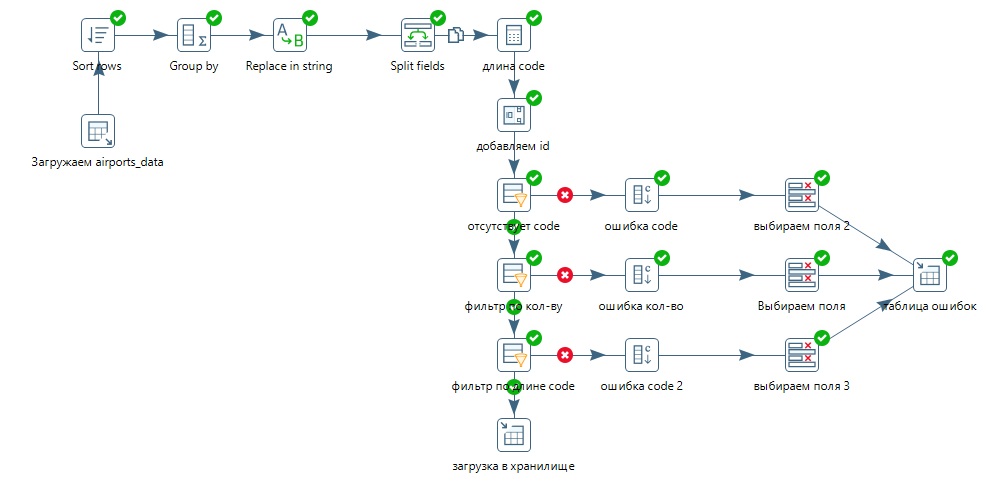 Sort rows
Group by
Replace in string
Split fields
длина code
Загружаем airports_data
добавляем id
отсутствует code
ошибка code
выбираем поля 2
фильтр по кол-ву
ошибка кол-во
Выбираем поля
таблица ошибок
фильтр по длине code
ошибка code 2
выбираем поля 3
загрузка в хранилище